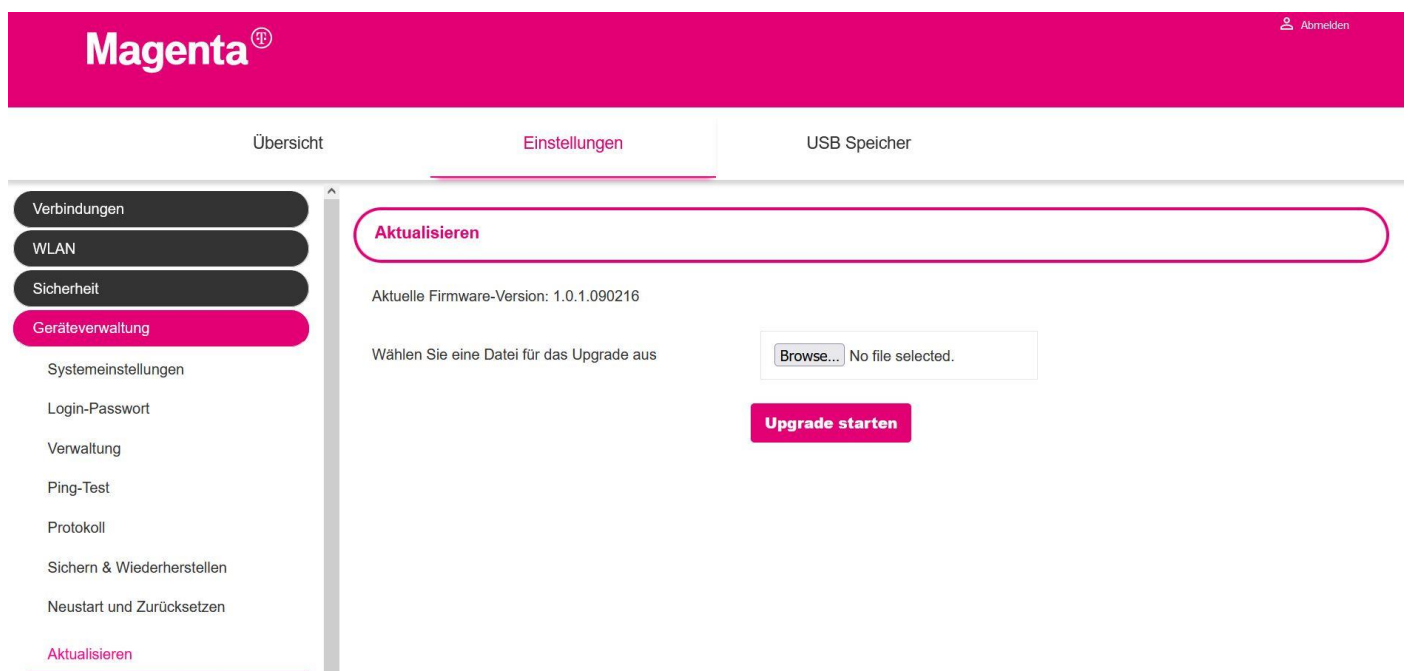 Magenta Ⓣ
Abmelden
Übersicht
Einstellungen
USB Speicher
Verbindungen
WLAN
Sicherheit
Geräteverwaltung
Systemeinstellungen
Login-Passwort
Verwaltung
Ping-Test
Protokoll
Sichern & Wiederherstellen
Neustart und Zurücksetzen
Aktualisieren
Aktualisieren
Aktuelle Firmware-Version: 1.0.1.090216
Wählen Sie eine Datei für das Upgrade aus
Browse... No file selected.
Upgrade starten